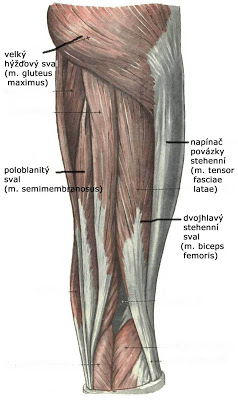 velký
hýžďový sval
(m. gluteus
maximus)
poloblanitý
sval
(m. semimembranosus)
napínač
povázky
stehenní
(m. tensor
fasciae
latae)
dvojhlavý
stehenní
sval
(m. biceps
femoris)